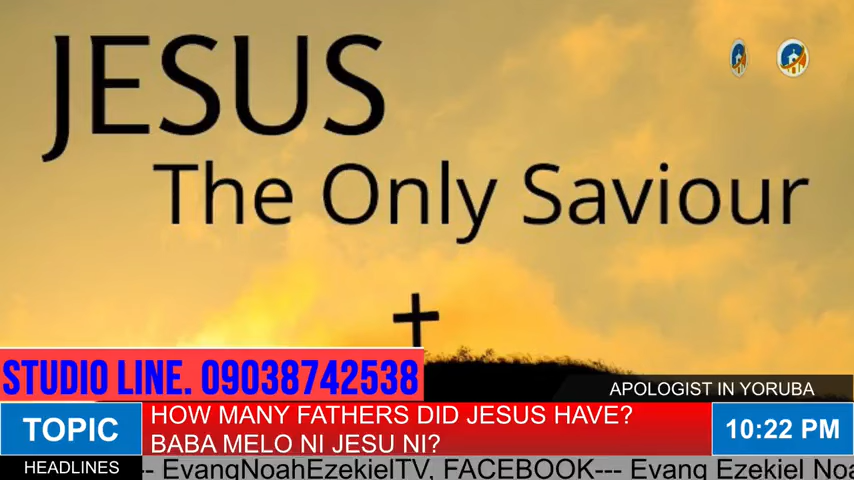 JESUS
The Only Saviour
STUDIO LINE. 09038742538
APOLOGIST IN YORUBA
TOPIC
HOW MANY FATHERS DID JESUS HAVE?
BABA MELO NI JESU NI?
10:22 PM
HEADLINES
-- EvangNoahEzekielTV, FACEBOOK--- Evang Ezekiel Noa